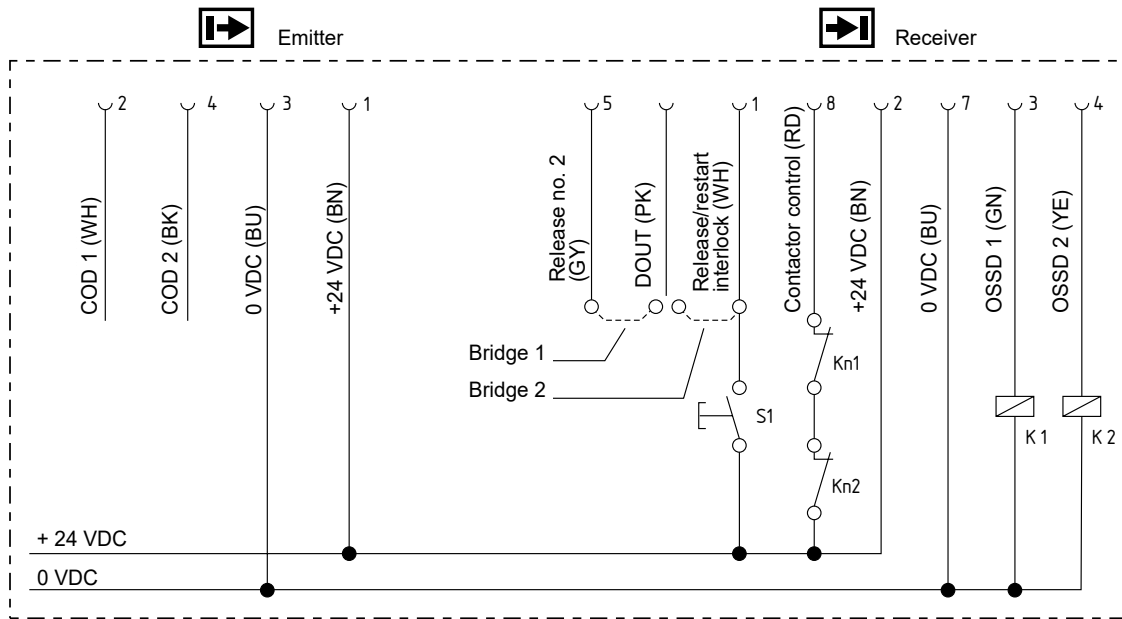 Emitter
Receiver
2
4
3
1
5
1
8
2
7
3
4
COD 1 (WH)
COD 2 (BK)
0 VDC (BU)
+24 VDC (BN)
Release no. 2
(GY)
DOUT (PK)
Release/restart
interlock (WH)
Contactor control (RD)
+24 VDC (BN)
0 VDC (BU)
OSSD 1 (GN)
OSSD 2 (YE)
Bridge 1
Bridge 2
Kn1
S1
K 1
K 2
Kn2
+ 24 VDC
0 VDC